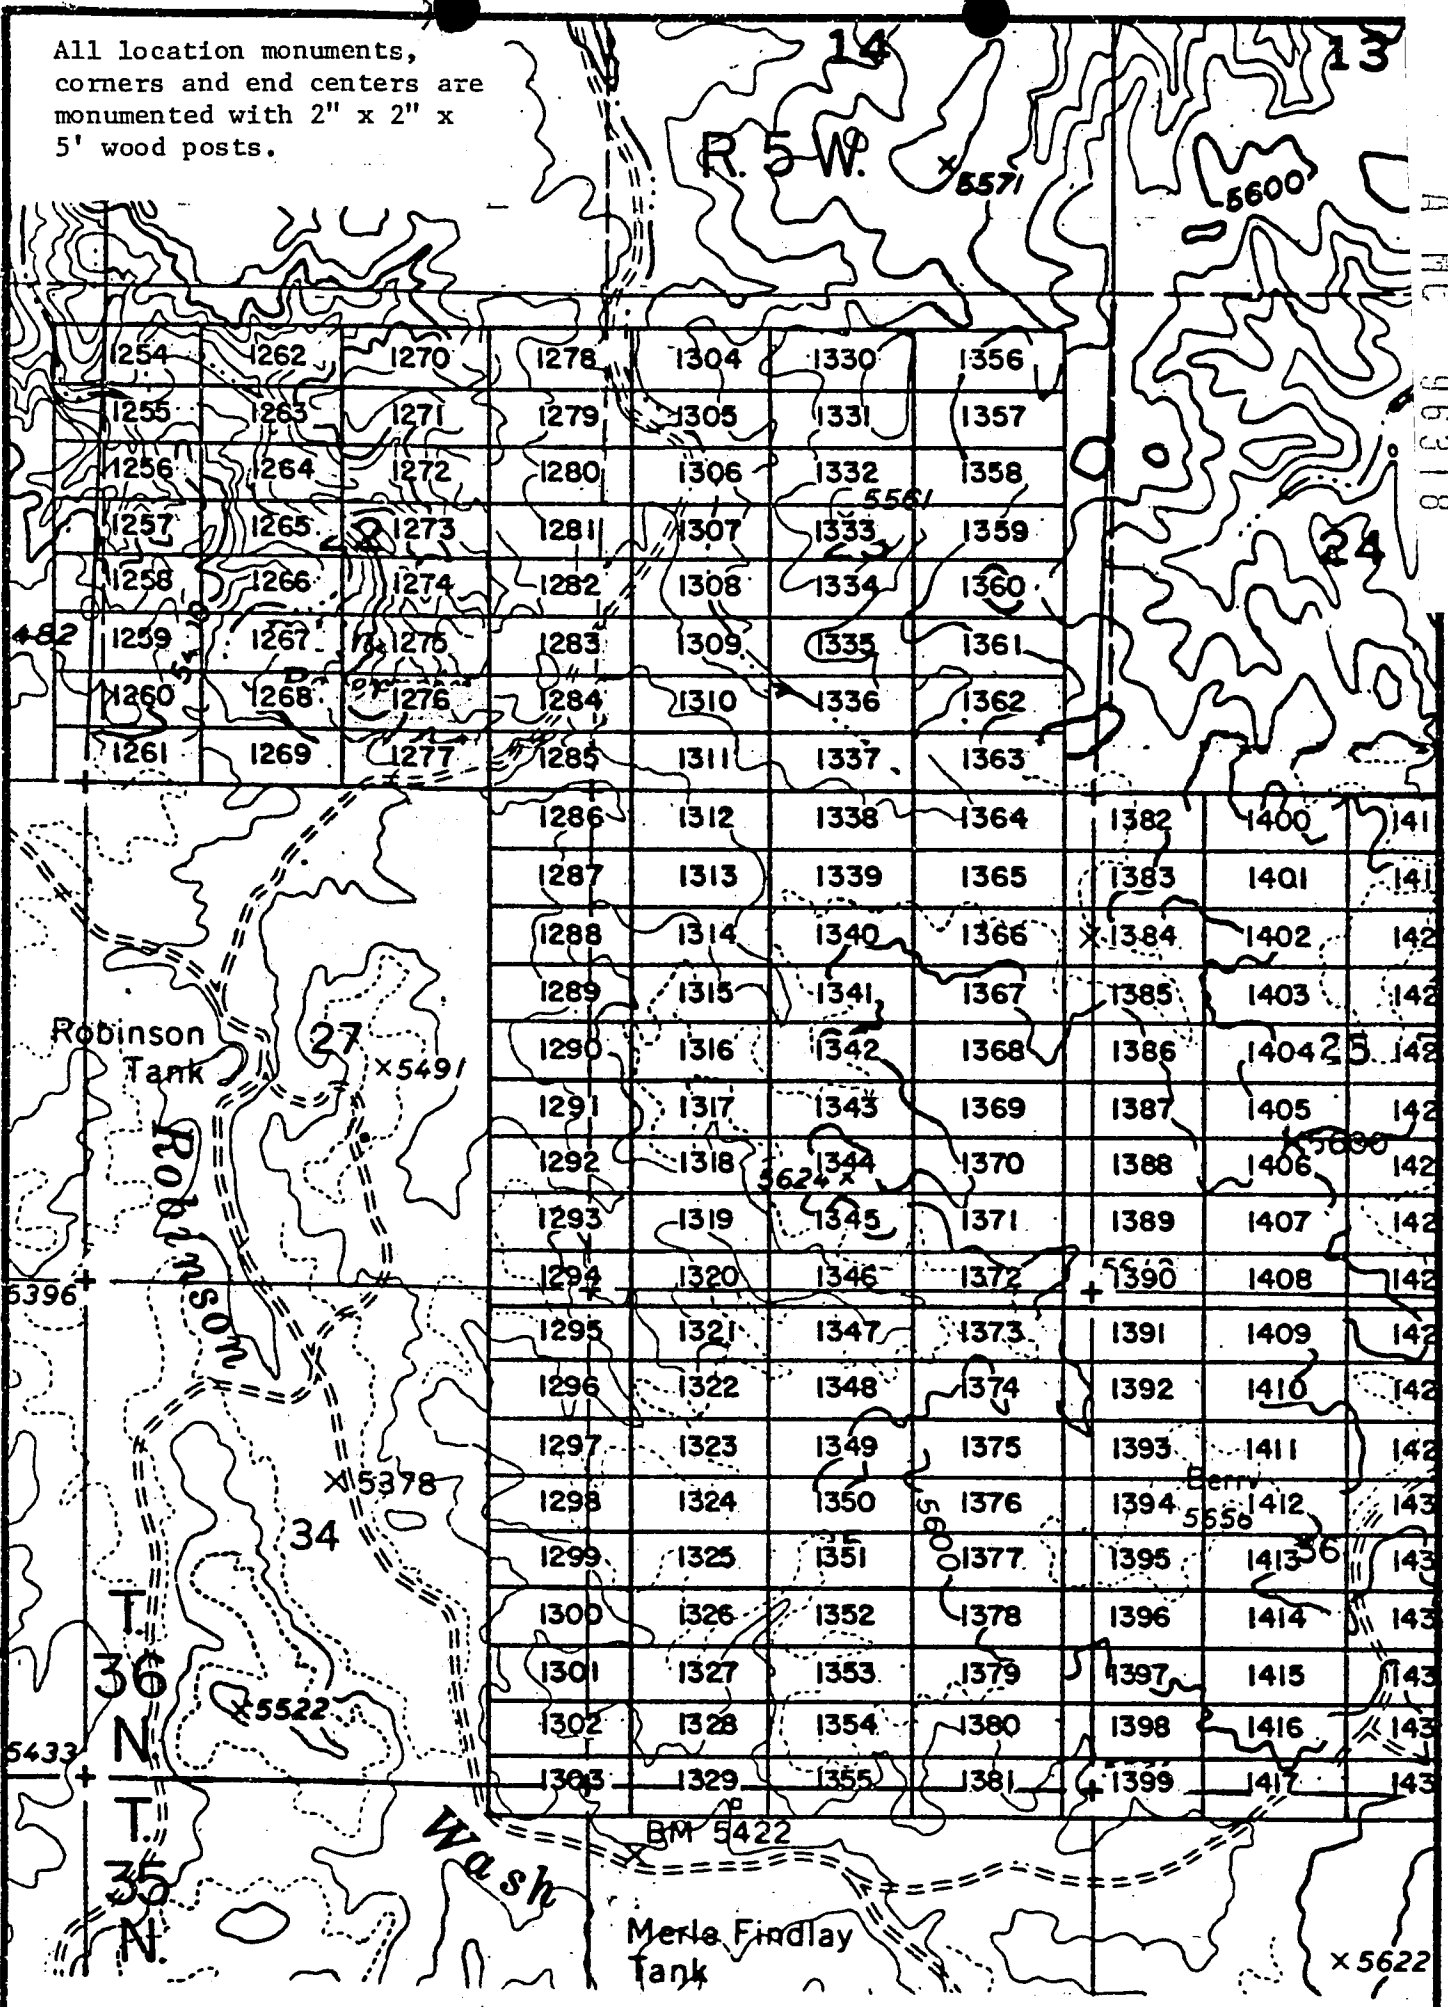 All location monuments,
corners and end centers are
monumented with 2" x 2" x
5' wood posts.
14
13
R. 5 W.
5571
5600
A MC 96318
1254 1262 1270 1278 1304 1330 1356
1255 1263 1271 1279 1305 1331 1357
1256 1264 1272 1280 1306 1332 1358
5561
1257 1265 1273 1281 1307 1333 1359
24
1258 1266 1274 1282 1308 1334 1360
1259 1267 1275 1283 1309 1335 1361
1260 1268 1276 1284 1310 1336 1362
1261 1269 1277 1285 1311 1337 1363
1286 1312 1338 1364 1382 1400
1287 1313 1339 1365 1383 1401
1288 1314 1340 1366 1384 1402
1289 1315 1341 1367 1385 1403
Robinson
Tank
27
5491
1290 1316 1342 1368 1386 1404 25
1291 1317 1343 1369 1387 1405
1292 1318 1344 1370 1388 1406
5624
1293 1319 1345 1371 1389 1407
1294 1320 1346 1372 1390 1408
5396
1295 1321 1347 1373 1391 1409
1296 1322 1348 1374 1392 1410
1297 1323 1349 1375 1393 1411
5378
Berry
5656
1298 1324 1350 1376 1394 1412
34
5600
36
1299 1325 1351 1377 1395 1413
1300 1326 1352 1378 1396 1414
1301 1327 1353 1379 1397 1415
1302 1328 1354 1380 1398 1416
1303 1329 1355 1381 1399 1417
Robinson
Wash
T.
36
N.
5522
5433
T.
35
N.
BM 5422
Merle Findlay
Tank
5622